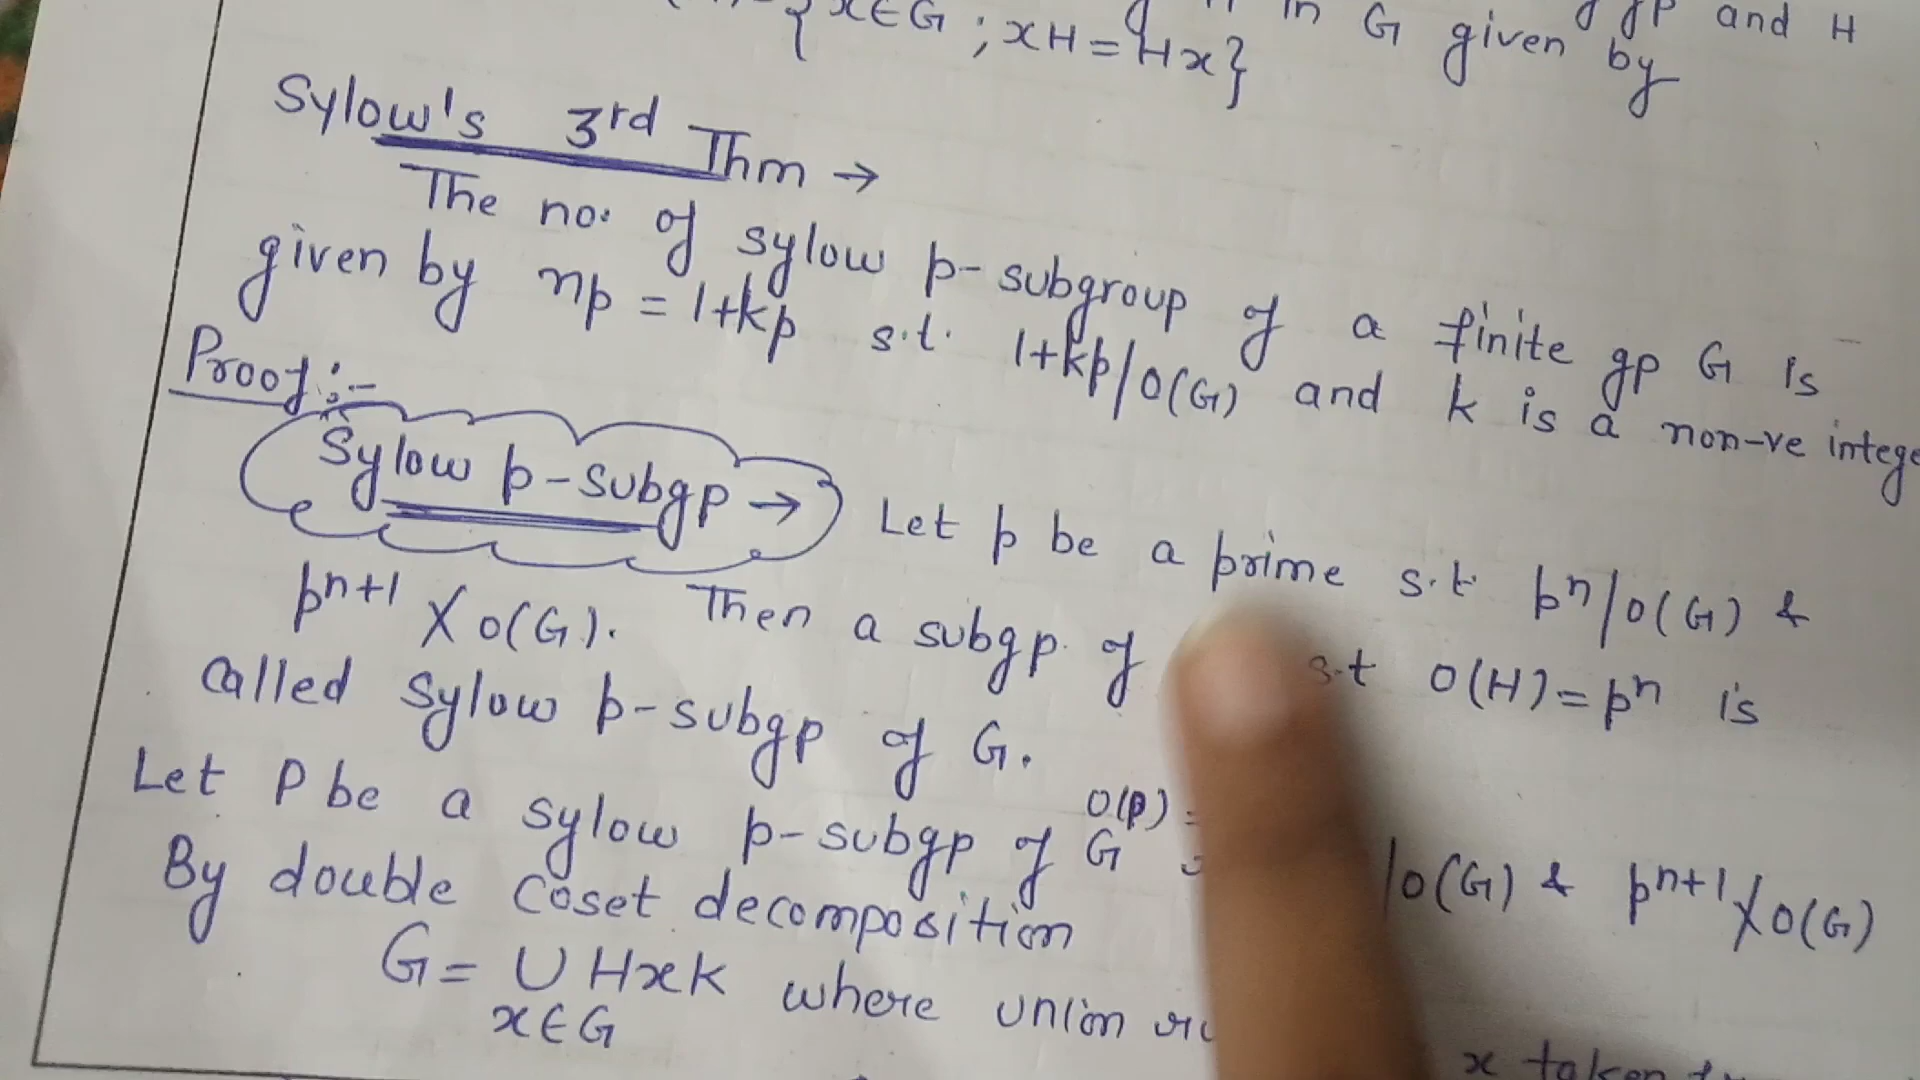 {x∈G ; xH = Hx} in G given by gp and H
Sylow's 3rd Thm →
The no. of sylow p-subgroup of a finite gp G is
given by np = 1+kp s.t. 1+kp/O(G) and k is a non-ve intege
Proof :-
Sylow p-subgp → Let p be a prime s.t pⁿ/O(G) &
pⁿ⁺¹ ∤ O(G). Then a subgp. of s.t O(H) = pⁿ is
called sylow p-subgp of G.
Let P be a sylow p-subgp of G O(P) = /O(G) & pⁿ⁺¹ ∤ O(G)
By double coset decomposition
G = ∪ HxK where union
x∈G x taken